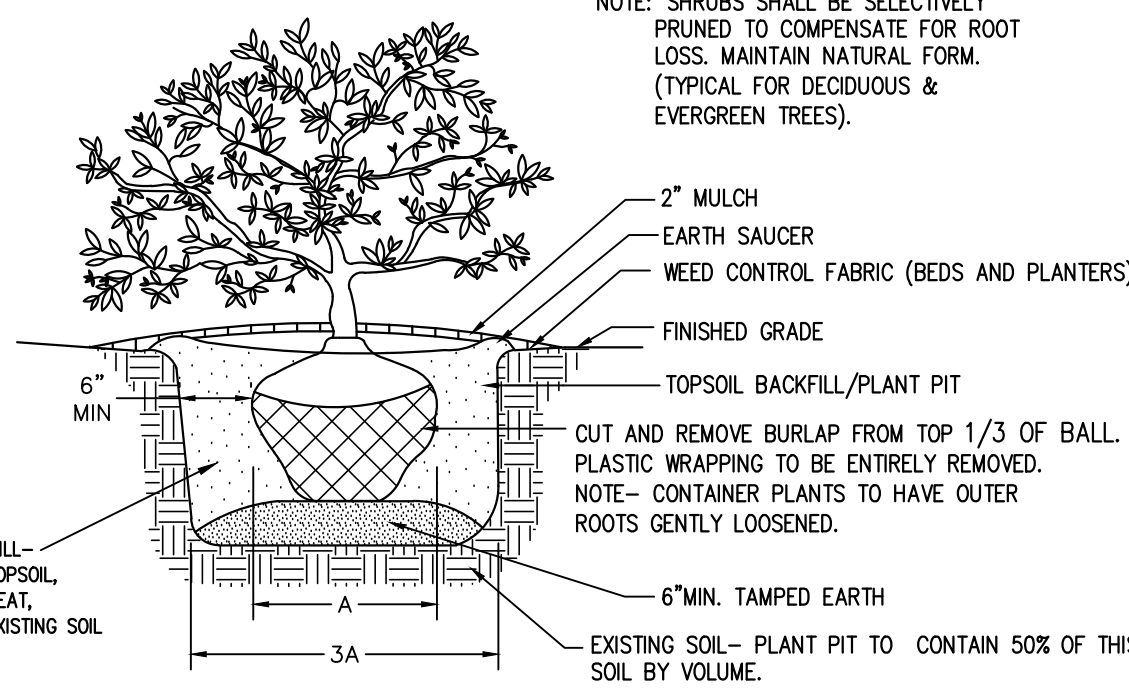 NOTE: SHRUBS SHALL BE SELECTIVELY
PRUNED TO COMPENSATE FOR ROOT
LOSS. MAINTAIN NATURAL FORM.
(TYPICAL FOR DECIDUOUS &
EVERGREEN TREES).
2" MULCH
EARTH SAUCER
WEED CONTROL FABRIC (BEDS AND PLANTERS)
FINISHED GRADE
6"
MIN
TOPSOIL BACKFILL/PLANT PIT
CUT AND REMOVE BURLAP FROM TOP 1/3 OF BALL.
PLASTIC WRAPPING TO BE ENTIRELY REMOVED.
NOTE– CONTAINER PLANTS TO HAVE OUTER
ROOTS GENTLY LOOSENED.
EXISTING SOIL
6"MIN. TAMPED EARTH
A
3A
EXISTING SOIL– PLANT PIT TO CONTAIN 50% OF THIS
SOIL BY VOLUME.